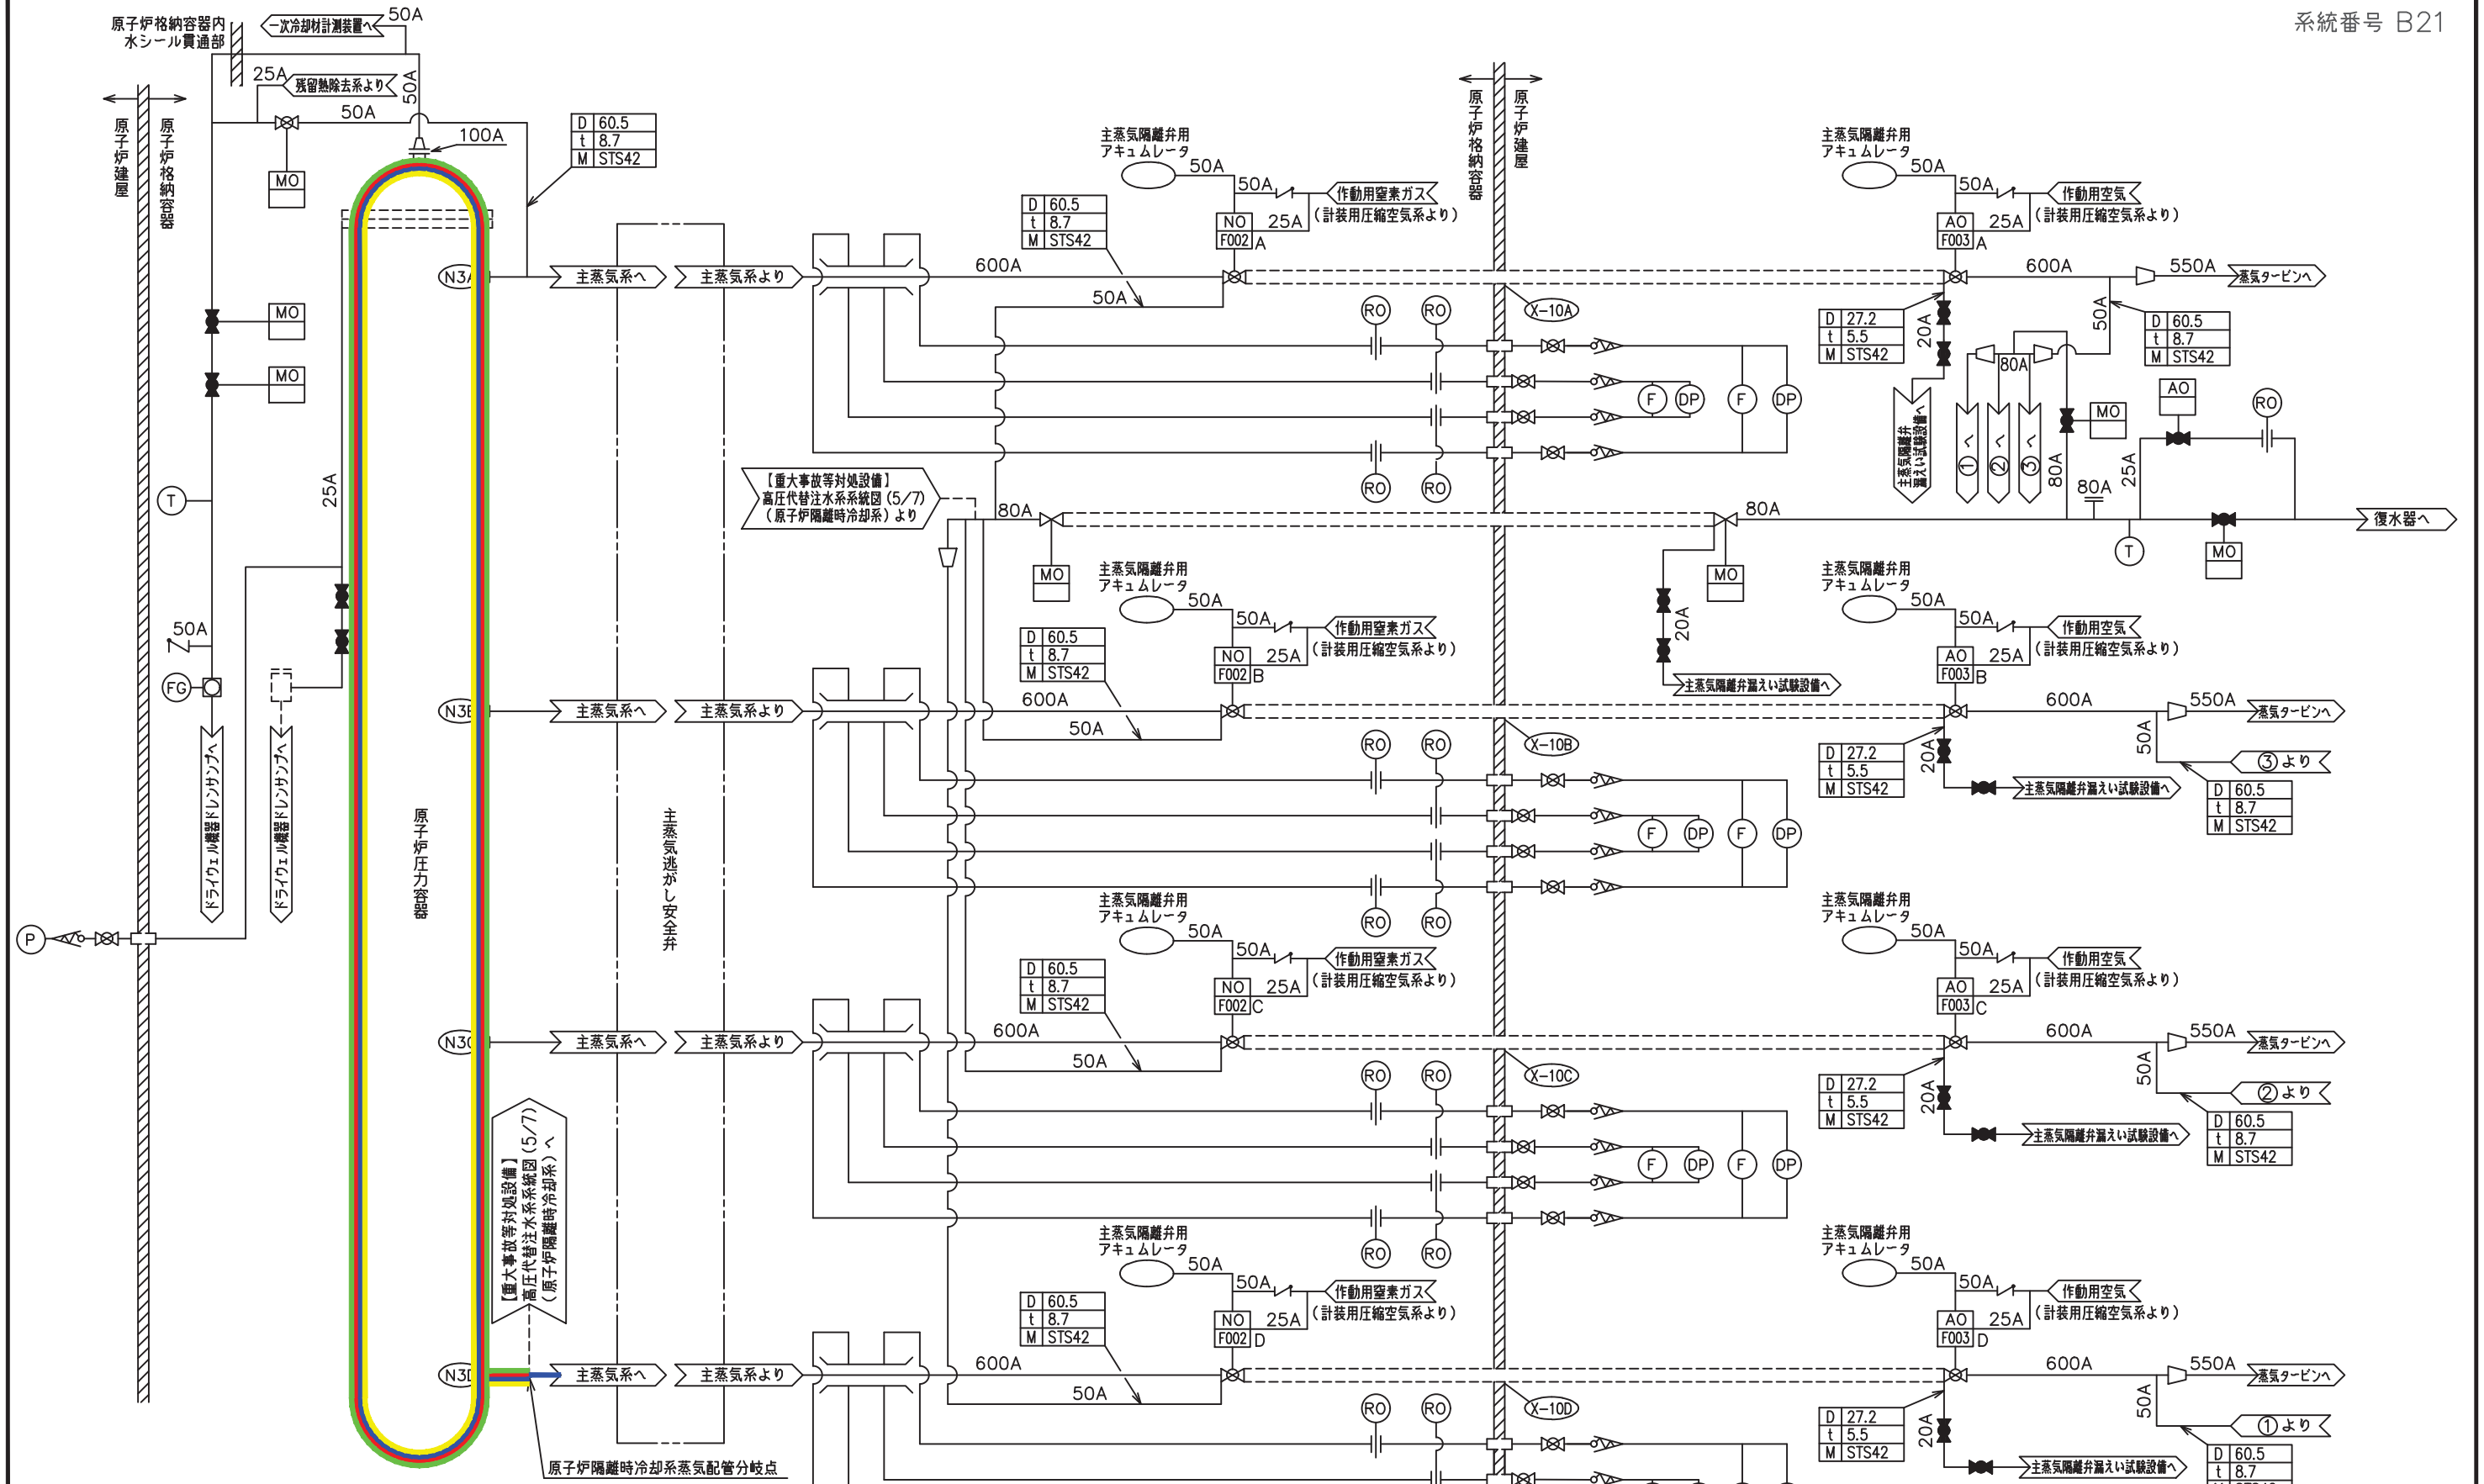 系統番号 B21
原子炉格納容器内
水シール貫通部
一次冷却材計測装置へ
50A
25A
残留熱除去系より
50A
50A
100A
MO
D 60.5
t 8.7
M STS42
原子炉建屋
原子炉格納容器
MO
MO
T
25A
50A
FG
ドライウェル機器ドレンサンプへ
ドライウェル機器ドレンサンプへ
P
原子炉圧力容器
主蒸気逃がし安全弁
主蒸気系へ
主蒸気系より
主蒸気隔離弁用
アキュムレータ
50A
50A
作動用窒素ガス
(計装用圧縮空気系より)
NO
F002 A
25A
D 60.5
t 8.7
M STS42
600A
50A
原子炉格納容器
原子炉建屋
X-10A
RO
RO
RO
RO
F
DP
F
DP
主蒸気隔離弁用
アキュムレータ
50A
50A
作動用空気
(計装用圧縮空気系より)
AO
F003 A
25A
600A
550A
蒸気タービンへ
D 27.2
t 5.5
M STS42
20A
主蒸気隔離弁
漏えい試験設備へ
50A
D 60.5
t 8.7
M STS42
80A
①へ
②へ
③へ
80A
MO
AO
RO
25A
80A
T
MO
復水器へ
【重大事故等対処設備】
高圧代替注水系系統図(5/7)
(原子炉隔離時冷却系)より
80A
MO
80A
MO
20A
主蒸気隔離弁漏えい試験設備へ
主蒸気系へ
主蒸気系より
主蒸気隔離弁用
アキュムレータ
50A
50A
作動用窒素ガス
(計装用圧縮空気系より)
NO
F002 B
25A
D 60.5
t 8.7
M STS42
600A
50A
X-10B
RO
RO
RO
RO
F
DP
F
DP
主蒸気隔離弁用
アキュムレータ
50A
50A
作動用空気
(計装用圧縮空気系より)
AO
F003 B
25A
600A
550A
蒸気タービンへ
D 27.2
t 5.5
M STS42
20A
主蒸気隔離弁漏えい試験設備へ
50A
③より
D 60.5
t 8.7
M STS42
主蒸気系へ
主蒸気系より
主蒸気隔離弁用
アキュムレータ
50A
50A
作動用窒素ガス
(計装用圧縮空気系より)
NO
F002 C
25A
D 60.5
t 8.7
M STS42
600A
50A
X-10C
RO
RO
RO
RO
F
DP
F
DP
主蒸気隔離弁用
アキュムレータ
50A
50A
作動用空気
(計装用圧縮空気系より)
AO
F003 C
25A
600A
550A
蒸気タービンへ
D 27.2
t 5.5
M STS42
20A
主蒸気隔離弁漏えい試験設備へ
50A
②より
D 60.5
t 8.7
M STS42
【重大事故等対処設備】
高圧代替注水系系統図(5/7)
(原子炉隔離時冷却系)へ
主蒸気系へ
主蒸気系より
主蒸気隔離弁用
アキュムレータ
50A
50A
作動用窒素ガス
(計装用圧縮空気系より)
NO
F002 D
25A
D 60.5
t 8.7
M STS42
600A
50A
X-10D
RO
RO
主蒸気隔離弁用
アキュムレータ
50A
50A
作動用空気
(計装用圧縮空気系より)
AO
F003 D
25A
600A
550A
蒸気タービンへ
D 27.2
t 5.5
M STS42
20A
主蒸気隔離弁漏えい試験設備へ
50A
①より
D 60.5
t 8.7
原子炉隔離時冷却系蒸気配管分岐点